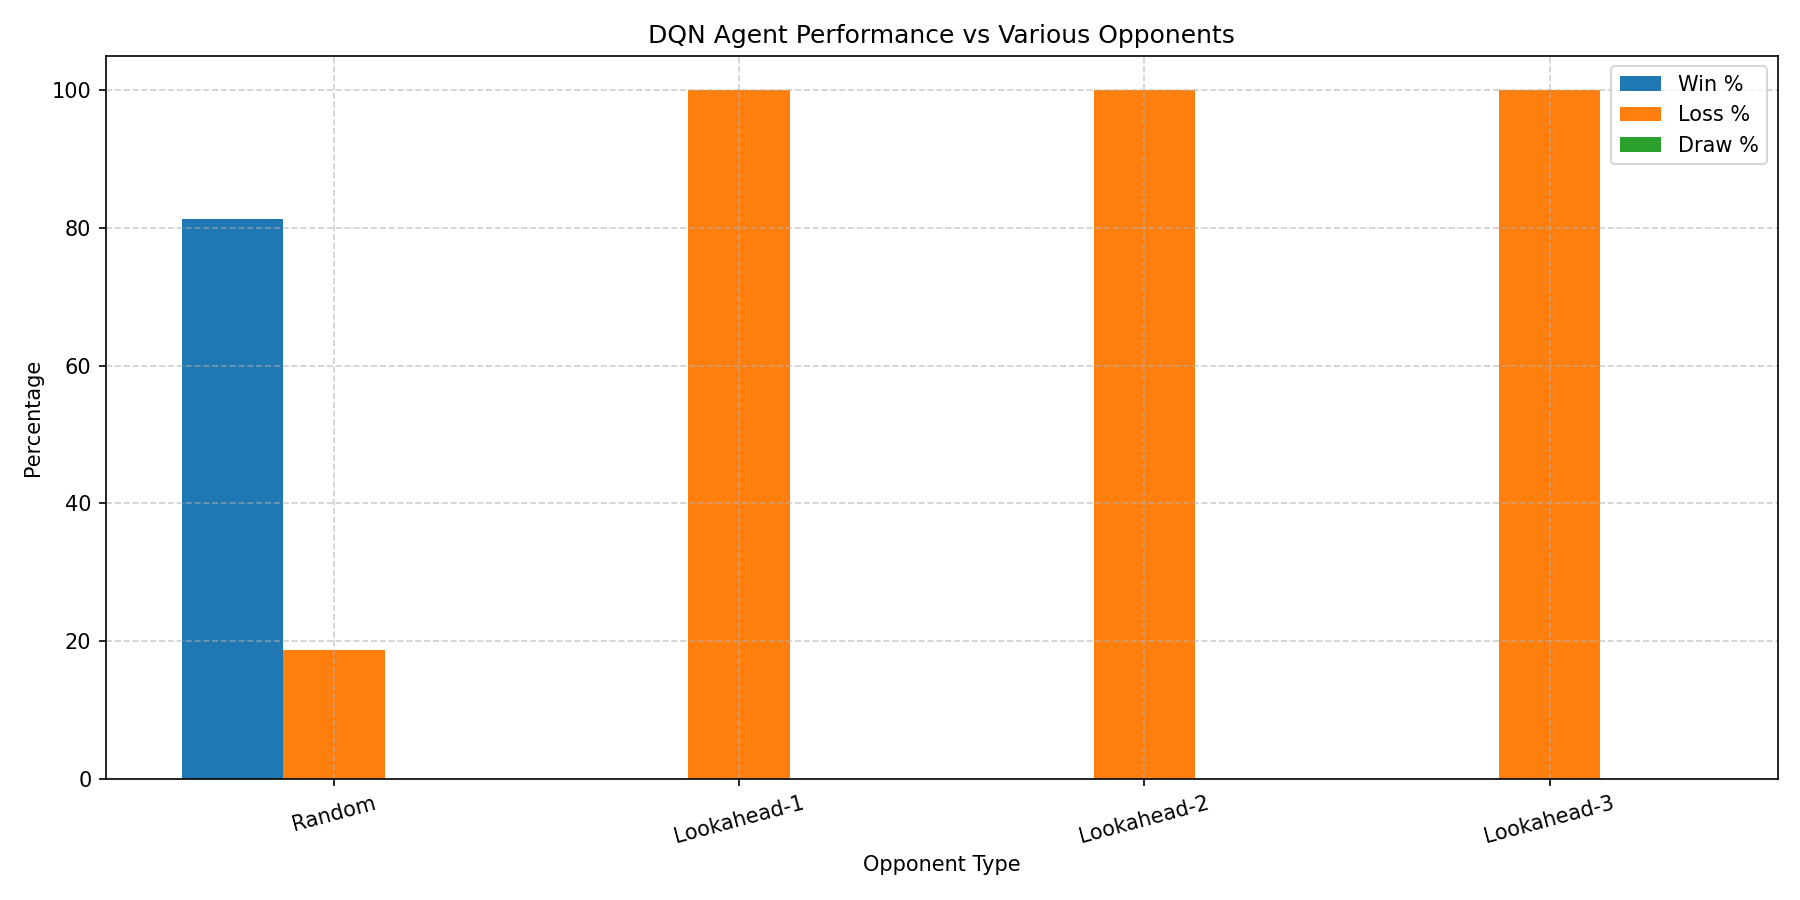 DQN Agent Performance vs Various Opponents
Win %
Loss %
Draw %
100
80
60
40
20
0
Percentage
Random
Lookahead-1
Lookahead-2
Lookahead-3
Opponent Type